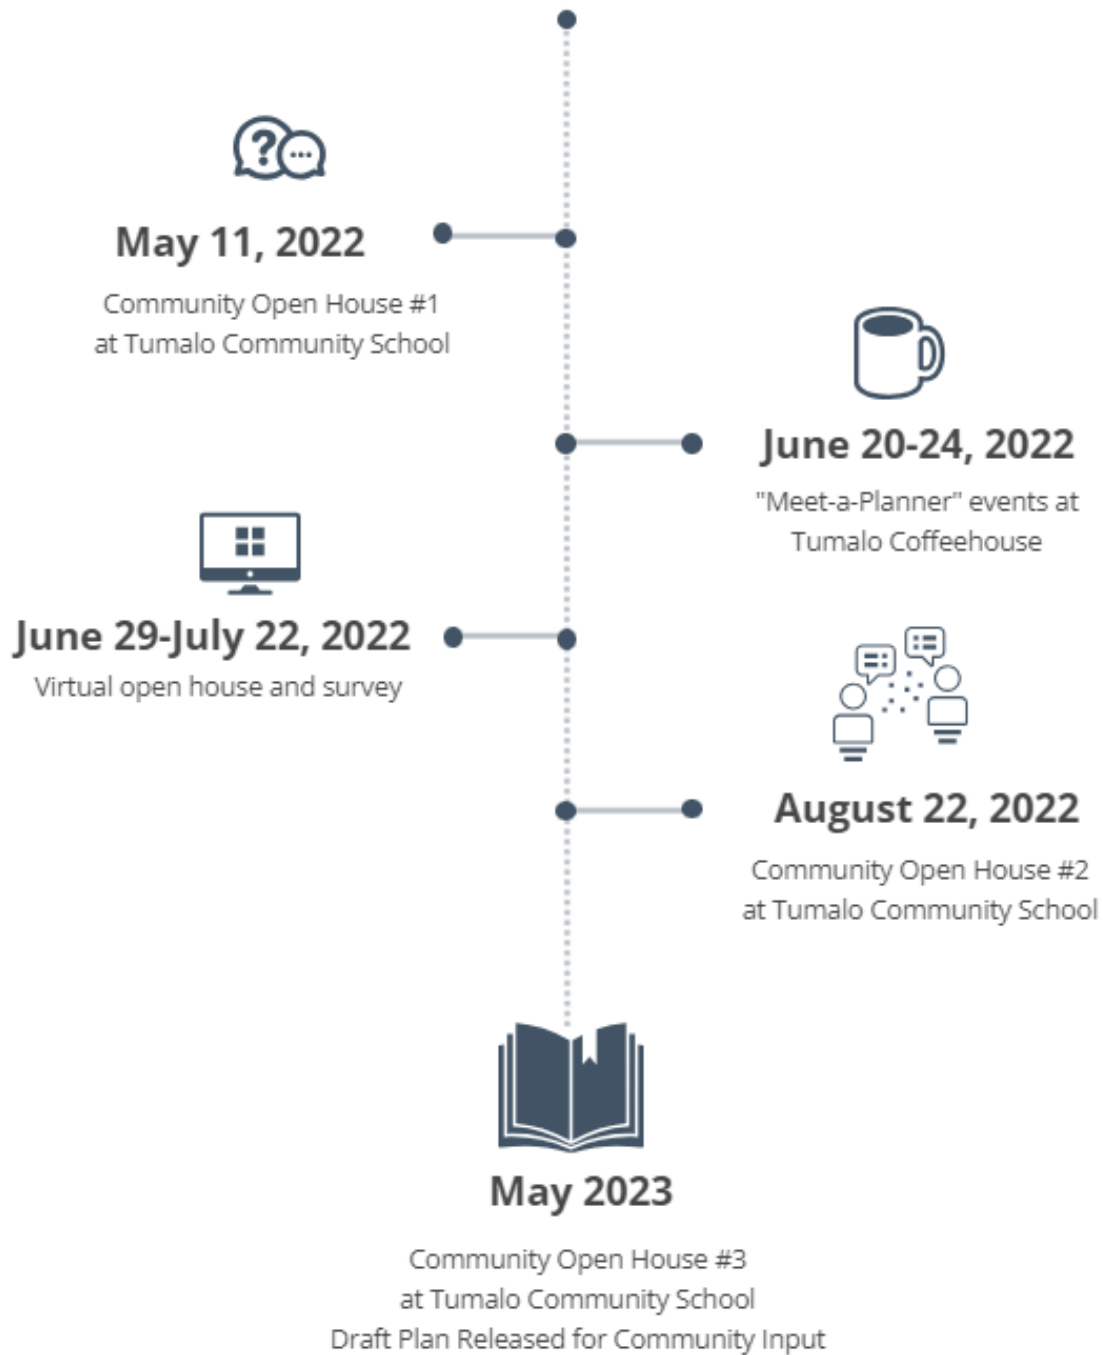 May 11, 2022
Community Open House #1
at Tumalo Community School
June 20-24, 2022
"Meet-a-Planner" events at
Tumalo Coffeehouse
June 29-July 22, 2022
Virtual open house and survey
August 22, 2022
Community Open House #2
at Tumalo Community School
May 2023
Community Open House #3
at Tumalo Community School
Draft Plan Released for Community Input